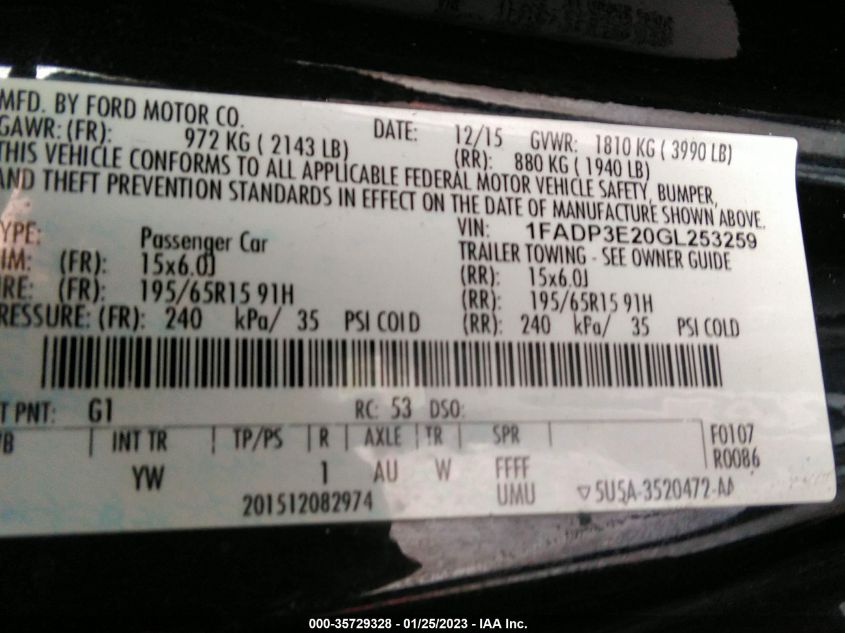 MFD. BY FORD MOTOR CO.
DATE: 12/15 GVWR: 1810 KG ( 3990 LB)
GAWR: (FR): 972 KG ( 2143 LB) (RR): 880 KG ( 1940 LB)
THIS VEHICLE CONFORMS TO ALL APPLICABLE FEDERAL MOTOR VEHICLE SAFETY, BUMPER,
AND THEFT PREVENTION STANDARDS IN EFFECT ON THE DATE OF MANUFACTURE SHOWN ABOVE.
VIN: 1FADP3E20GL253259
YPE: Passenger Car TRAILER TOWING - SEE OWNER GUIDE
IM: (FR): 15x6.0J (RR): 15x6.0J
IRE: (FR): 195/65R15 91H (RR): 195/65R15 91H
RESSURE: (FR): 240 kPa/ 35 PSI COLD (RR): 240 kPa/ 35 PSI COLD
T PNT: G1 RC: 53 DSO:
B INT TR TP/PS R AXLE TR SPR F0107
YW 1 AU W FFFF R0086
201512082974 UMU ▽5U5A-3520472-AA
000-35729328 - 01/25/2023 - IAA Inc.